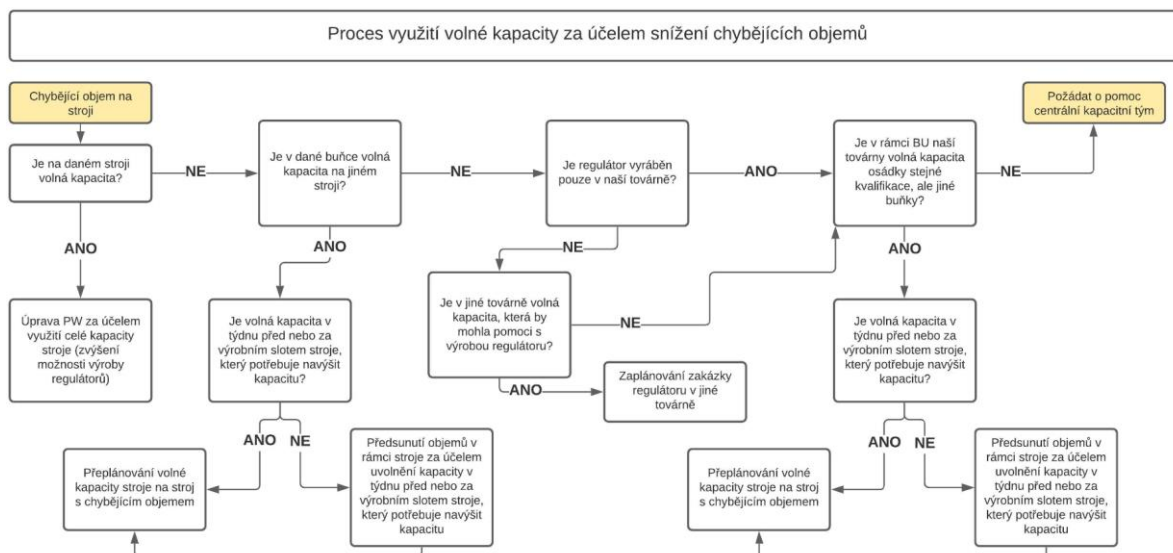 Proces využití volné kapacity za účelem snížení chybějících objemů
Chybějící objem na
stroji
Požádat o pomoc
centrální kapacitní tým
Je na daném stroji
volná kapacita?
NE
Je v dané buňce volná
kapacita na jiném
stroji?
NE
Je regulátor vyráběn
pouze v naší továrně?
ANO
Je v rámci BU naší
továrny volná kapacita
osádky stejné
kvalifikace, ale jiné
buňky?
NE
ANO
ANO
NE
ANO
Úprava PW za účelem
využití celé kapacity
stroje (zvýšení
možnosti výroby
regulátorů)
Je volná kapacita v
týdnu před nebo za
výrobním slotem stroje,
který potřebuje navýšit
kapacitu?
Je v jiné továrně volná
kapacita, která by
mohla pomoci s
výrobou regulátoru?
NE
Je volná kapacita v
týdnu před nebo za
výrobním slotem stroje,
který potřebuje navýšit
kapacitu?
ANO
Zaplánování zakázky
regulátoru v jiné
továrně
ANO
NE
ANO
NE
Přeplánování volné
kapacity stroje na stroj
s chybějícím objemem
Předsunutí objemů v
rámci stroje za účelem
uvolnění kapacity v
týdnu před nebo za
výrobním slotem stroje,
který potřebuje navýšit
kapacitu
Přeplánování volné
kapacity stroje na stroj
s chybějícím objemem
Předsunutí objemů v
rámci stroje za účelem
uvolnění kapacity v
týdnu před nebo za
výrobním slotem stroje,
který potřebuje navýšit
kapacitu